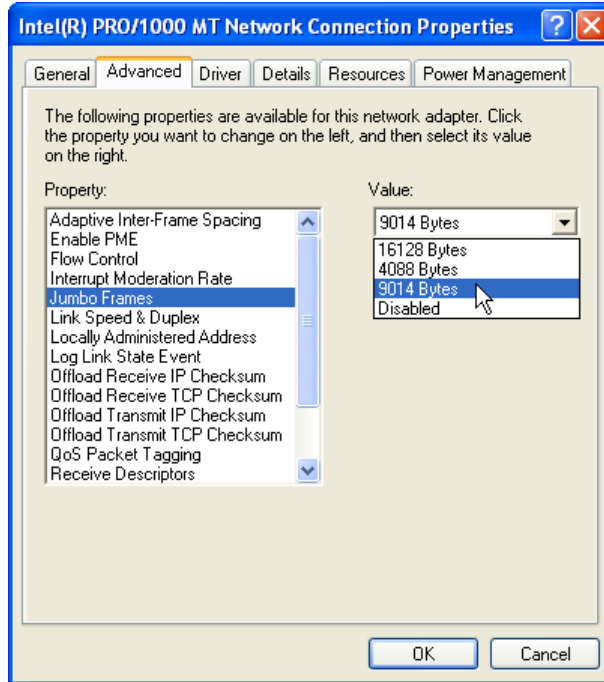 Intel(R) PRO/1000 MT Network Connection Properties
General Advanced Driver Details Resources Power Management
The following properties are available for this network adapter. Click
the property you want to change on the left, and then select its value
on the right.
Property:
Adaptive Inter-Frame Spacing
Enable PME
Flow Control
Interrupt Moderation Rate
Jumbo Frames
Link Speed & Duplex
Locally Administered Address
Log Link State Event
Offload Receive IP Checksum
Offload Receive TCP Checksum
Offload Transmit IP Checksum
Offload Transmit TCP Checksum
QoS Packet Tagging
Receive Descriptors
Value:
9014 Bytes
16128 Bytes
4088 Bytes
9014 Bytes
Disabled
OK Cancel